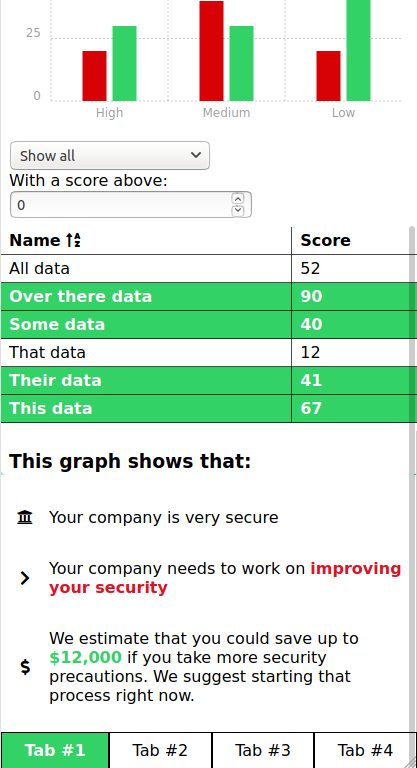 25
0
High Medium Low
Show all
With a score above:
0
Name Score
All data 52
Over there data 90
Some data 40
That data 12
Their data 41
This data 67
This graph shows that:
Your company is very secure
Your company needs to work on improving
your security
We estimate that you could save up to
$12,000 if you take more security
precautions. We suggest starting that
process right now.
Tab #1 Tab #2 Tab #3 Tab #4